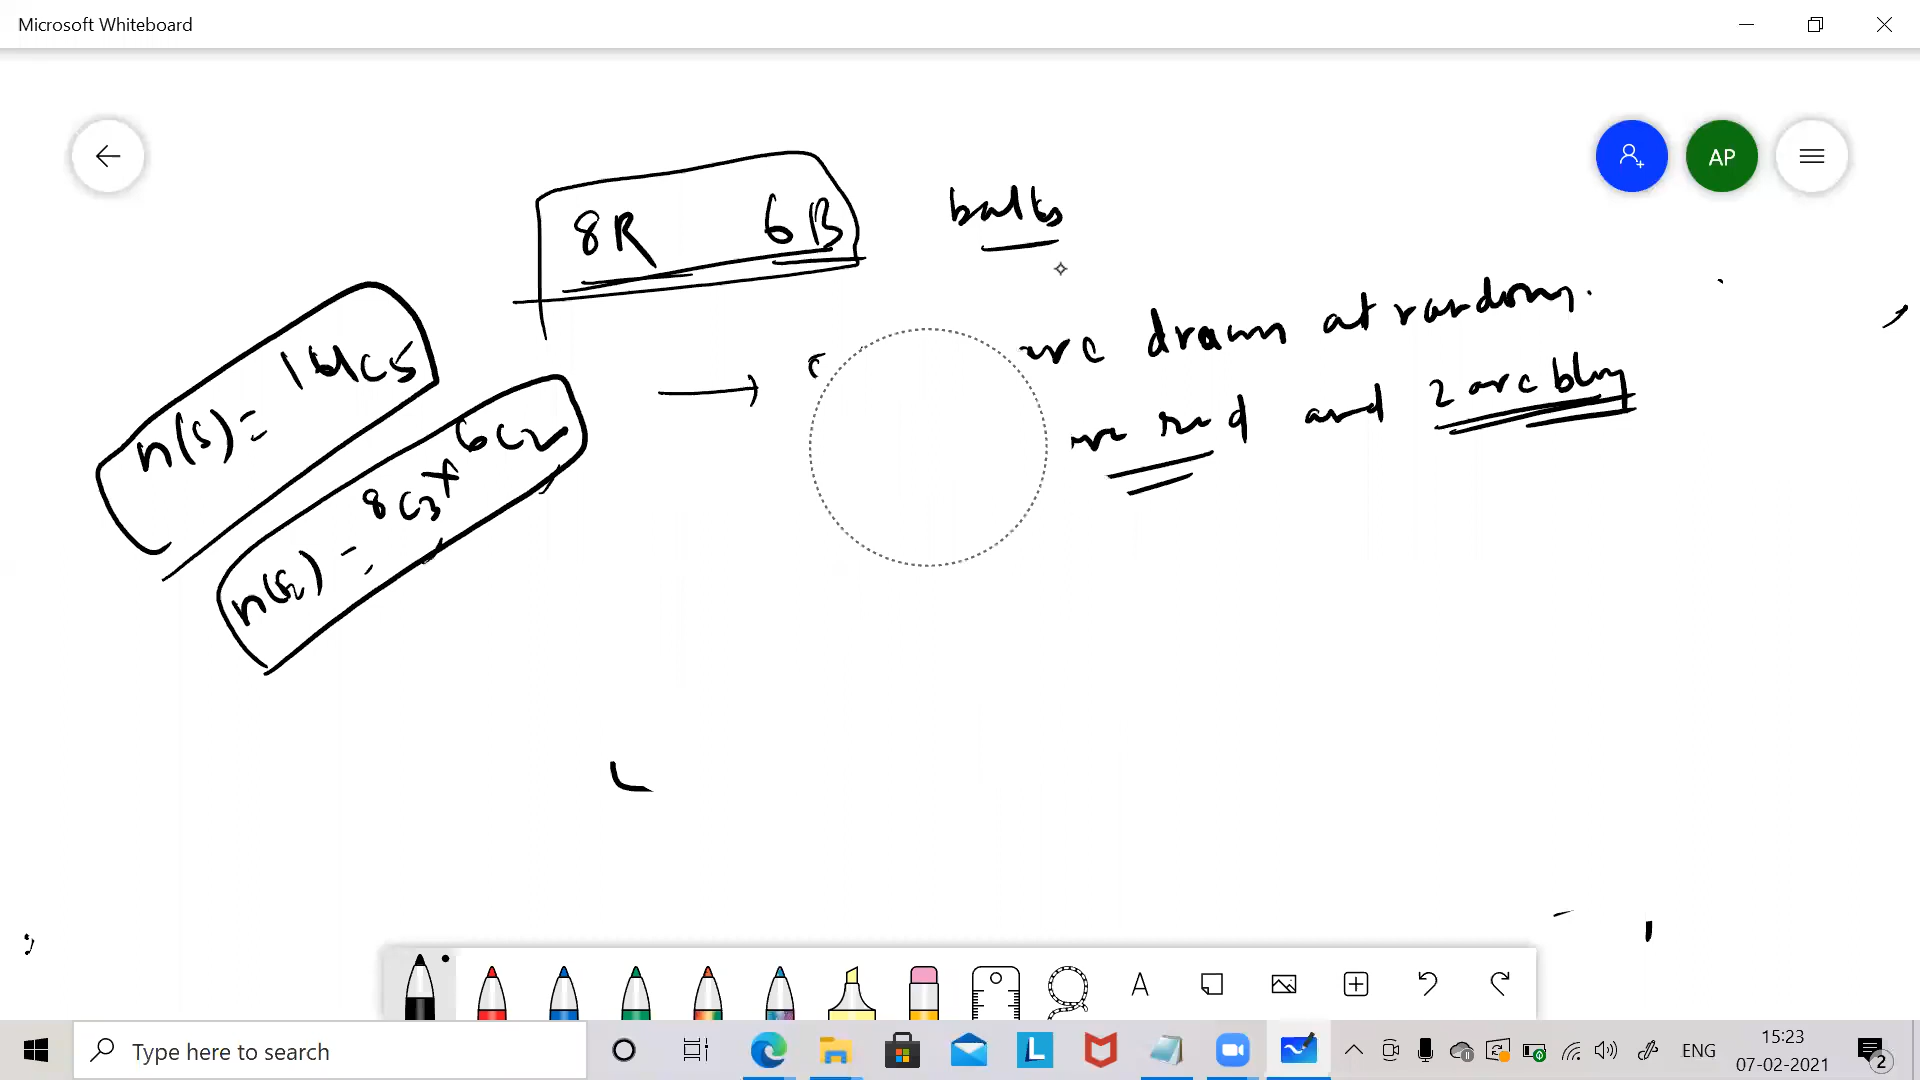 Microsoft Whiteboard
AP
8R 6B balls
are drawn at random.
are red and 2 are blue
n(S) = 14C5
n(E) = 8C3 × 6C2
A
Type here to search
L
ENG
15:23
07-02-2021
2